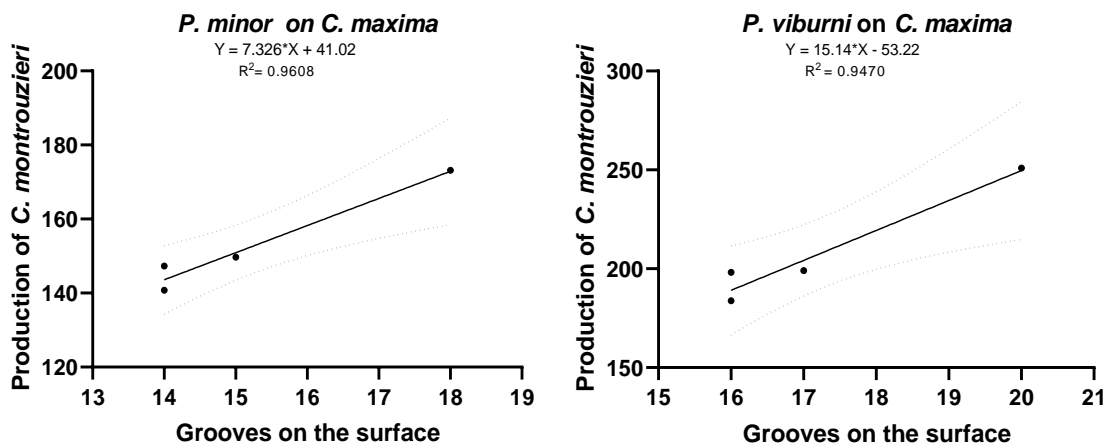 P. minor on C. maxima
Y = 7.326*X + 41.02
R2= 0.9608
Production of C. montrouzieri
200
180
160
140
120
13 14 15 16 17 18 19
Grooves on the surface
P. viburni on C. maxima
Y = 15.14*X - 53.22
R2 = 0.9470
Production of C. montrouzieri
300
250
200
150
15 16 17 18 19 20 21
Grooves on the surface